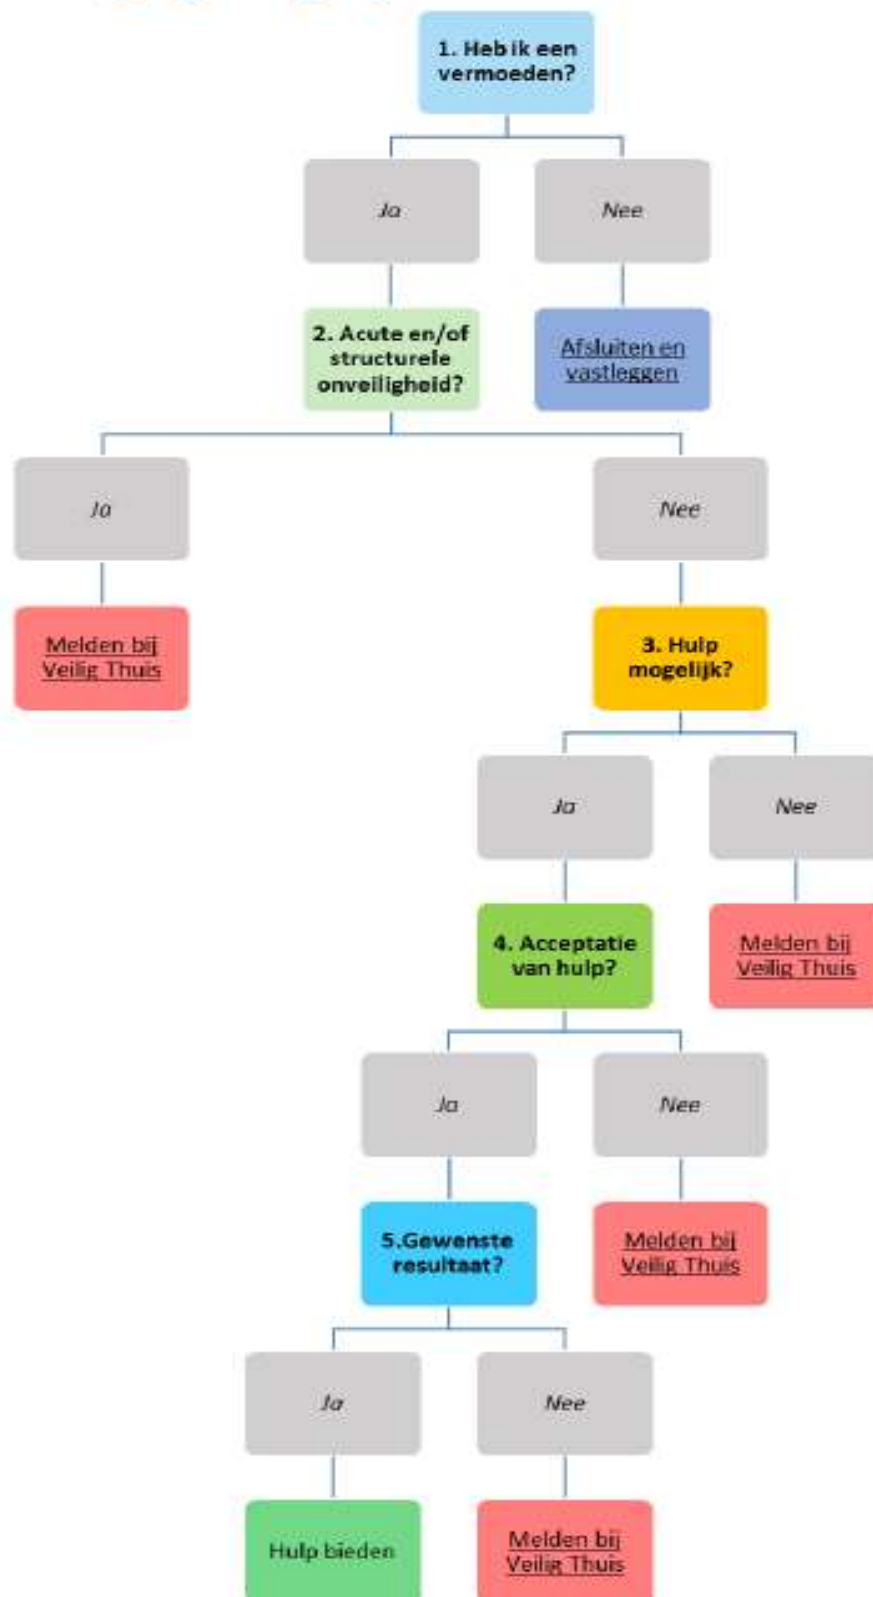 1. Heb ik een
vermoeden?
Ja
Nee
2. Acute en/of
structurele
onveiligheid?
Afsluiten en
vastleggen
Ja
Nee
Melden bij
Veilig Thuis
3. Hulp
mogelijk?
Ja
Nee
4. Acceptatie
van hulp?
Melden bij
Veilig Thuis
Ja
Nee
5.Gewenste
resultaat?
Melden bij
Veilig Thuis
Ja
Nee
Hulp bieden
Melden bij
Veilig Thuis